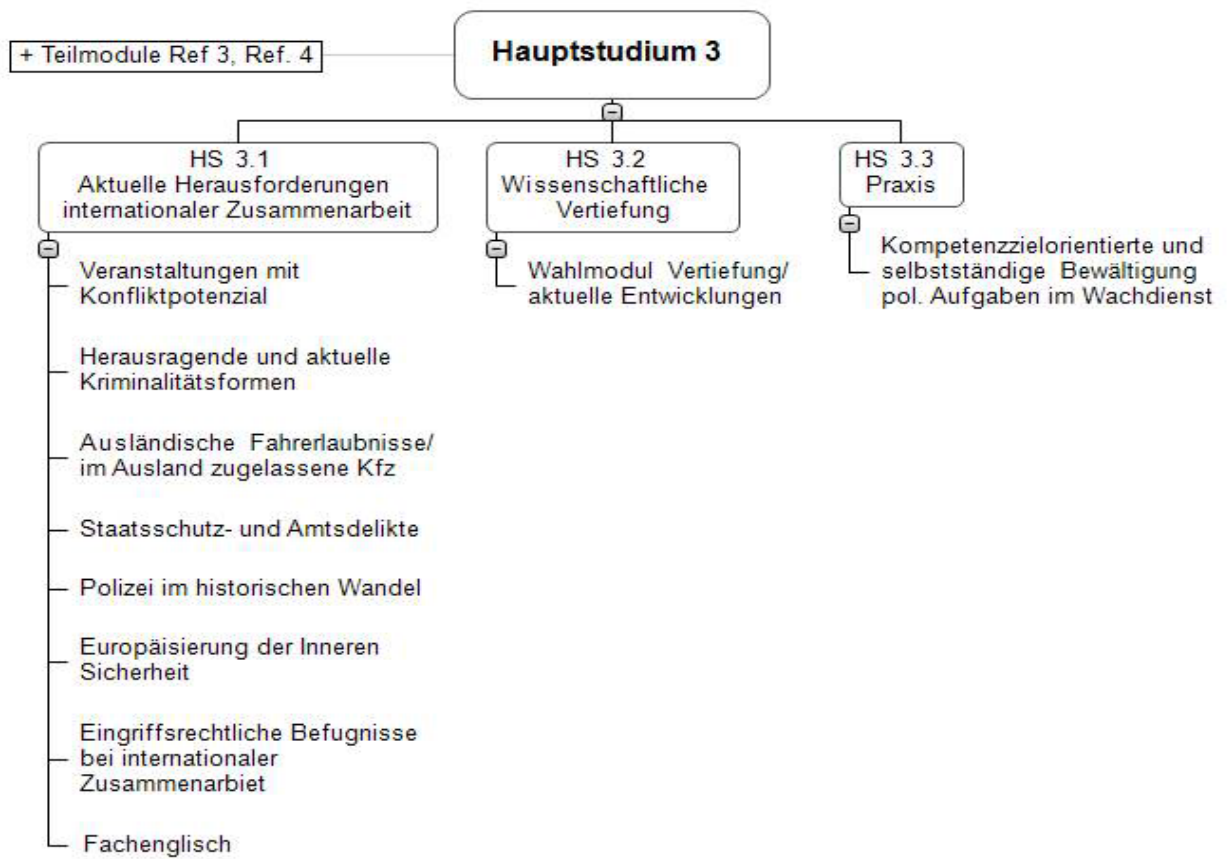 + Teilmodule Ref 3, Ref. 4
Hauptstudium 3
HS 3.1
Aktuelle Herausforderungen
internationaler Zusammenarbeit
Veranstaltungen mit
Konfliktpotenzial
Herausragende und aktuelle
Kriminalitätsformen
Ausländische Fahrerlaubnisse/
im Ausland zugelassene Kfz
Staatsschutz- und Amtsdelikte
Polizei im historischen Wandel
Europäisierung der Inneren
Sicherheit
Eingriffsrechtliche Befugnisse
bei internationaler
Zusammenarbiet
Fachenglisch
HS 3.2
Wissenschaftliche
Vertiefung
Wahlmodul Vertiefung/
aktuelle Entwicklungen
HS 3.3
Praxis
Kompetenzzielorientierte und
selbstständige Bewältigung
pol. Aufgaben im Wachdienst